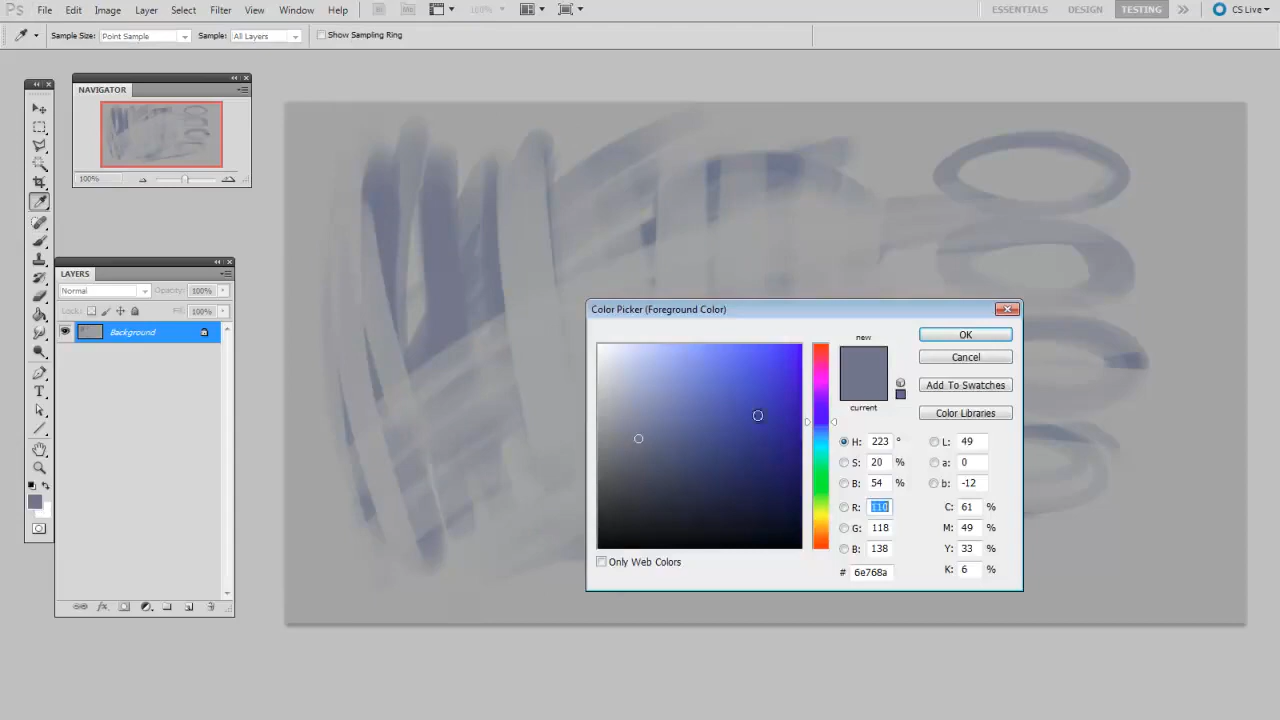 Ps File Edit Image Layer Select Filter View Window Help Br Mb 100% ESSENTIALS DESIGN TESTING CS Live
Sample Size: Point Sample Sample: All Layers Show Sampling Ring
NAVIGATOR
100%
LAYERS
Normal Opacity: 100%
Lock: Fill: 100%
Background
Color Picker (Foreground Color)
new
current
OK
Cancel
Add To Swatches
Color Libraries
H: 223 ° L: 49
S: 20 % a: 0
B: 54 % b: -12
R: 110 C: 61 %
G: 118 M: 49 %
B: 138 Y: 33 %
# 6e768a K: 6 %
Only Web Colors